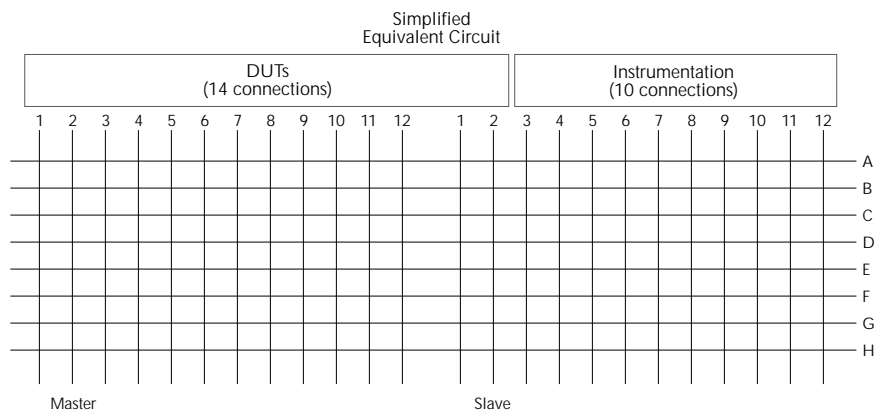 Simplified
Equivalent Circuit
DUTs
(14 connections)
Instrumentation
(10 connections)
1 2 3 4 5 6 7 8 9 10 11 12 1 2 3 4 5 6 7 8 9 10 11 12
A
B
C
D
E
F
G
H
Master Slave